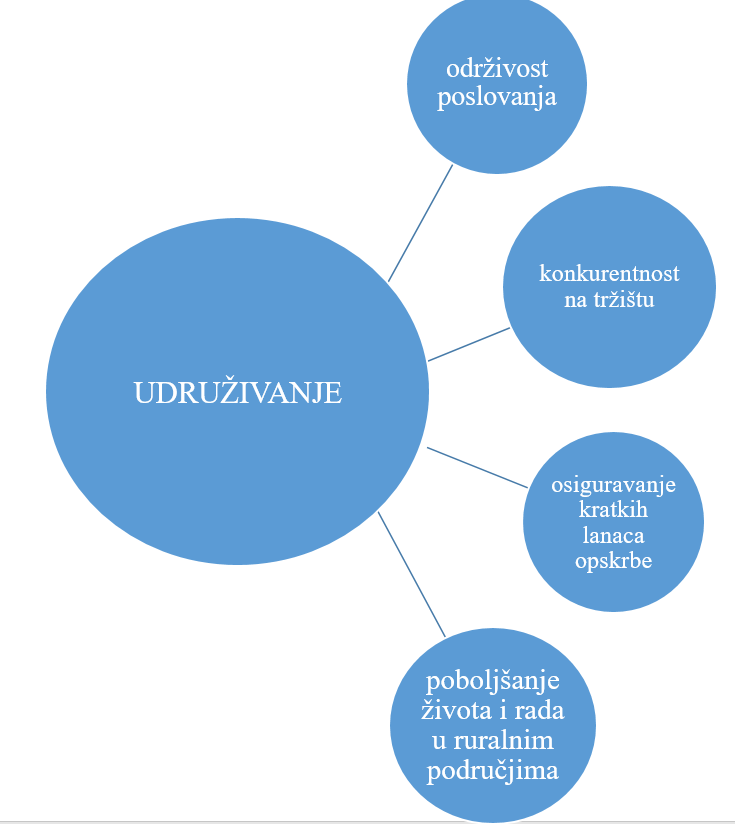 održivost
poslovanja
konkurentnost
na tržištu
UDRUŽIVANJE
osiguravanje
kratkih
lanaca
opskrbe
poboljšanje
života i rada
u ruralnim
područjima